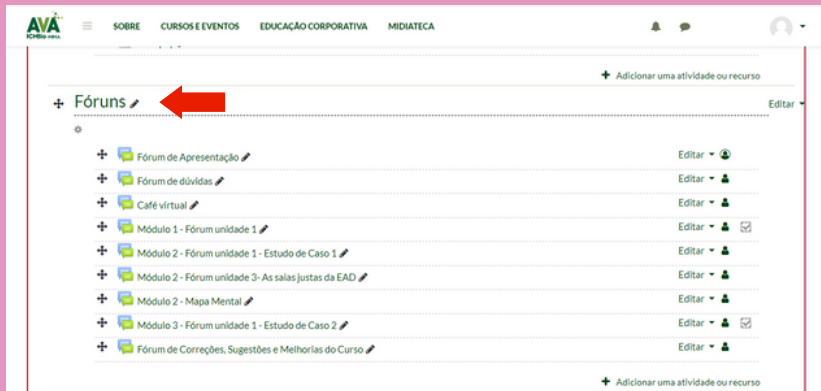 AVA
ICMBio
SOBRE CURSOS E EVENTOS EDUCAÇÃO CORPORATIVA MIDIATECA
Adicionar uma atividade ou recurso
Fóruns
Editar
Fórum de Apresentação Editar
Fórum de dúvidas Editar
Café virtual Editar
Módulo 1 - Fórum unidade 1 Editar
Módulo 2 - Fórum unidade 1 - Estudo de Caso 1 Editar
Módulo 2 - Fórum unidade 3- As saias justas da EAD Editar
Módulo 2 - Mapa Mental Editar
Módulo 3 - Fórum unidade 1 - Estudo de Caso 2 Editar
Fórum de Correções, Sugestões e Melhorias do Curso Editar
Adicionar uma atividade ou recurso